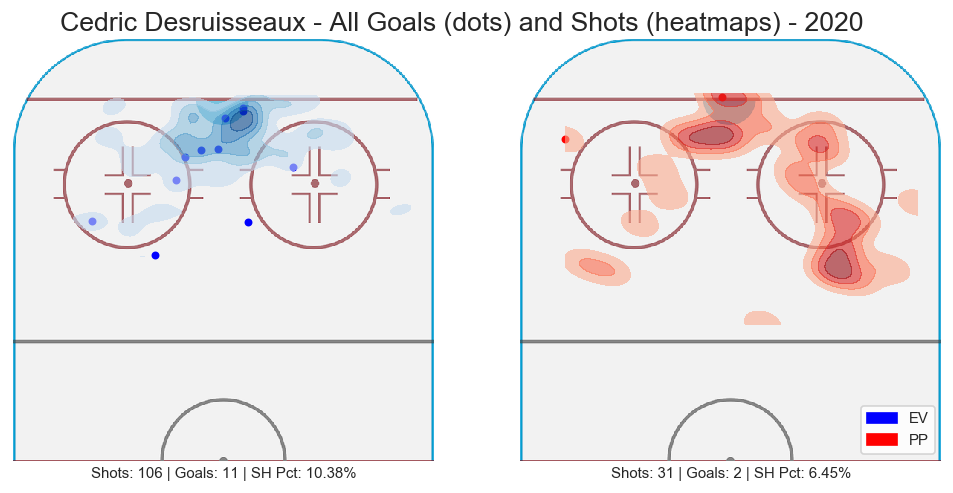 Cedric Desruisseaux - All Goals (dots) and Shots (heatmaps) - 2020
EV
PP
Shots: 106 | Goals: 11 | SH Pct: 10.38%
Shots: 31 | Goals: 2 | SH Pct: 6.45%